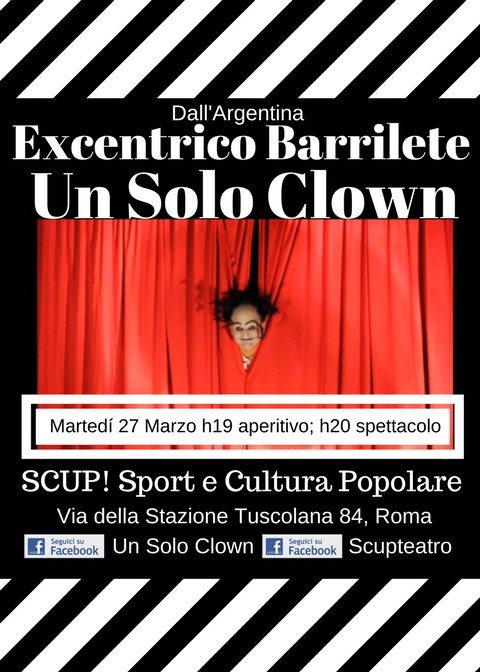 Dall'Argentina
Excentrico Barrilete
Un Solo Clown
Martedí 27 Marzo h19 aperitivo; h20 spettacolo
SCUP! Sport e Cultura Popolare
Via della Stazione Tuscolana 84, Roma
Seguici su Facebook Un Solo Clown Seguici su Facebook Scupteatro